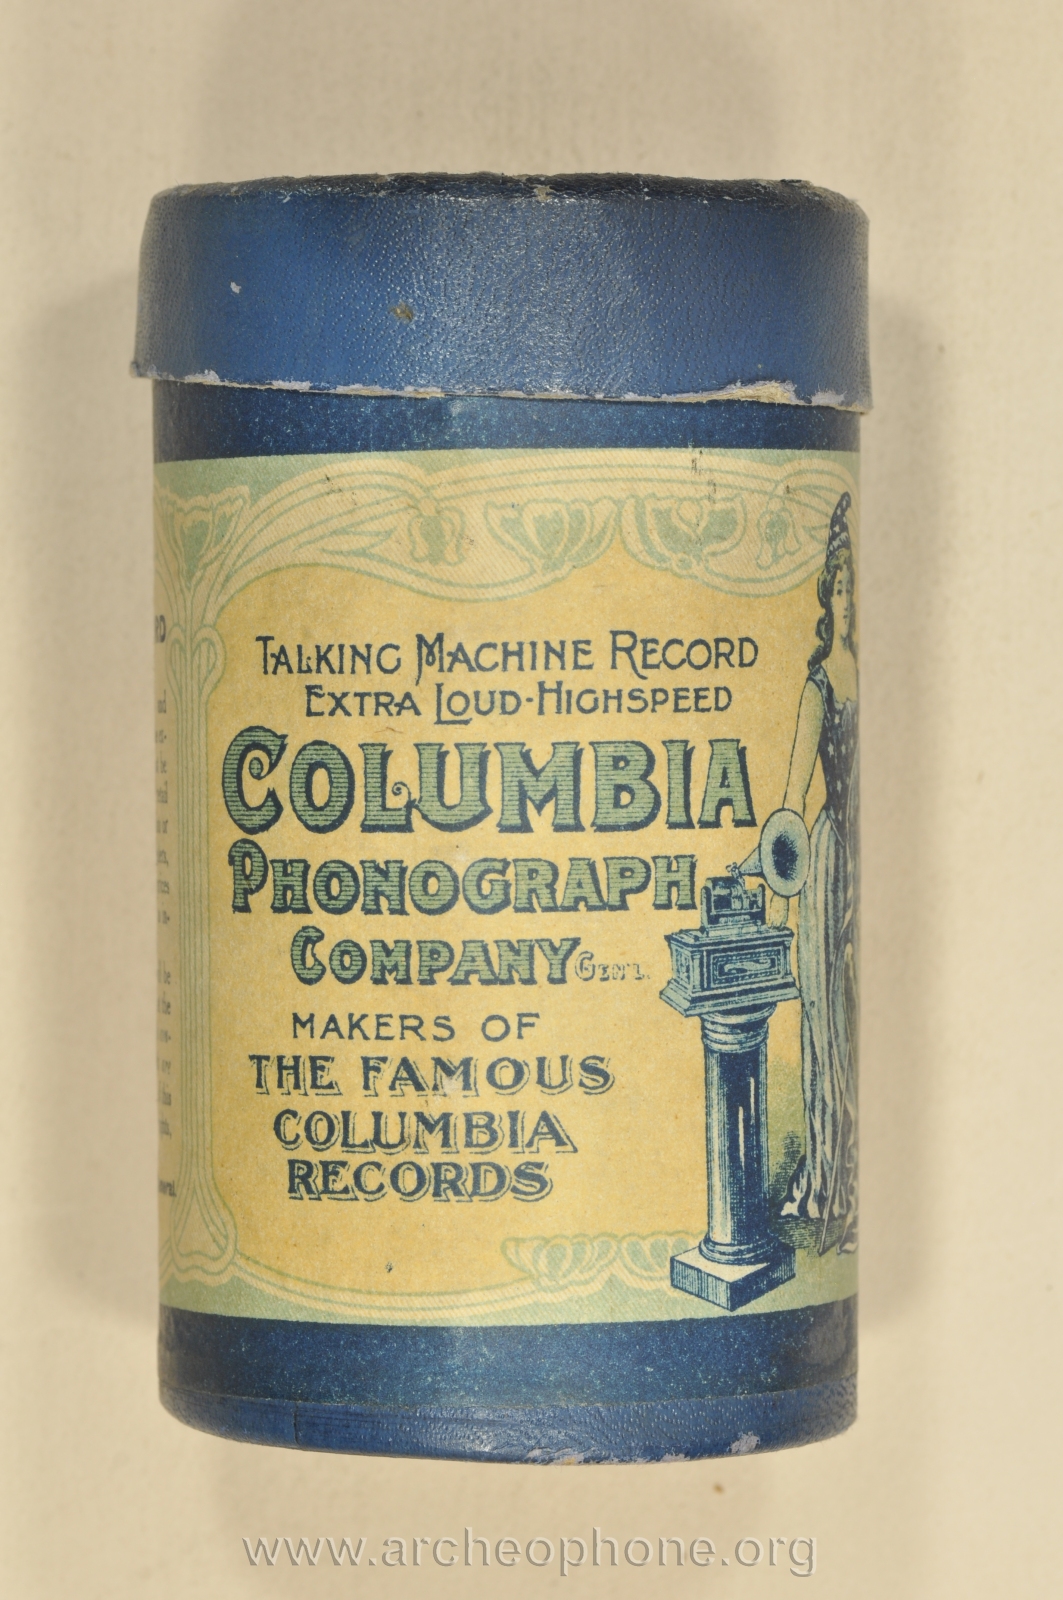 TALKING MACHINE RECORD
EXTRA LOUD-HIGHSPEED
COLUMBIA
PHONOGRAPH
COMPANY GEN'L.
MAKERS OF
THE FAMOUS
COLUMBIA
RECORDS
www.archeophone.org